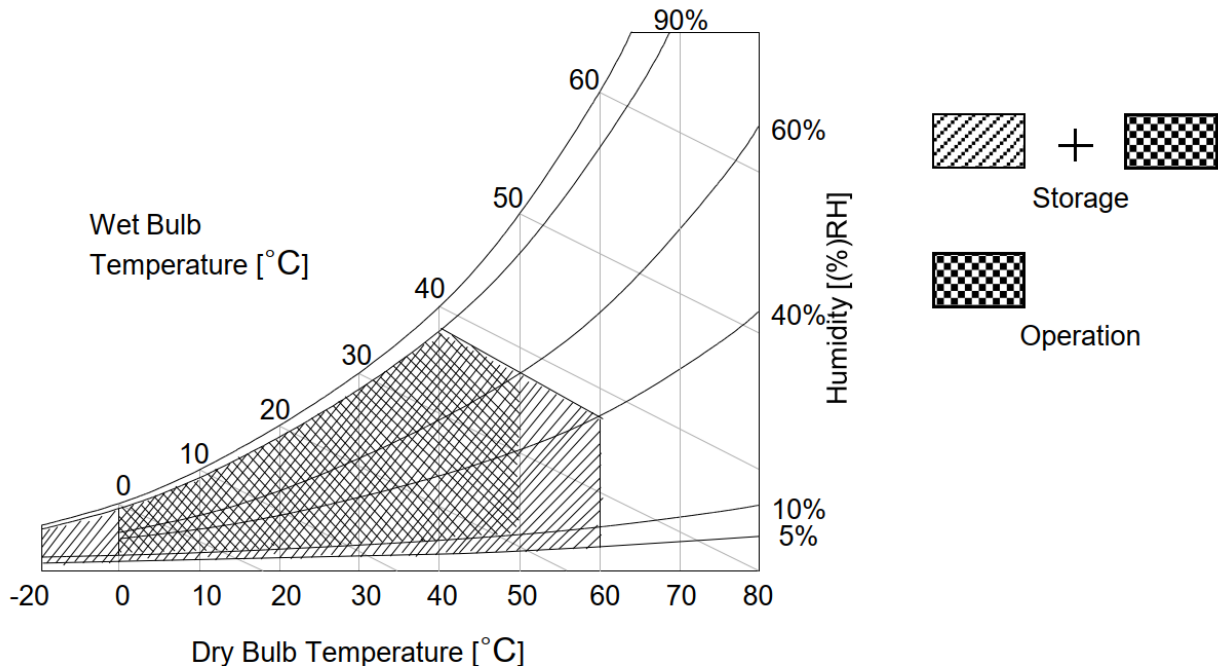 90%
60
60%
50
Wet Bulb
Temperature [°C]
Storage
40
40%
Humidity [(%)RH]
Operation
30
20
10
0
10%
5%
-20 0 10 20 30 40 50 60 70 80
Dry Bulb Temperature [°C]